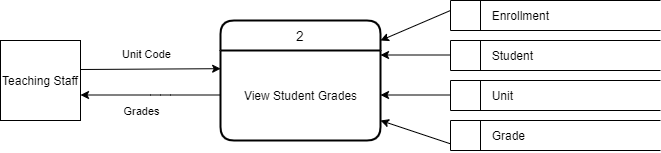 2
Enrollment
Unit Code
Student
Teaching Staff
View Student Grades
Unit
Grades
Grade